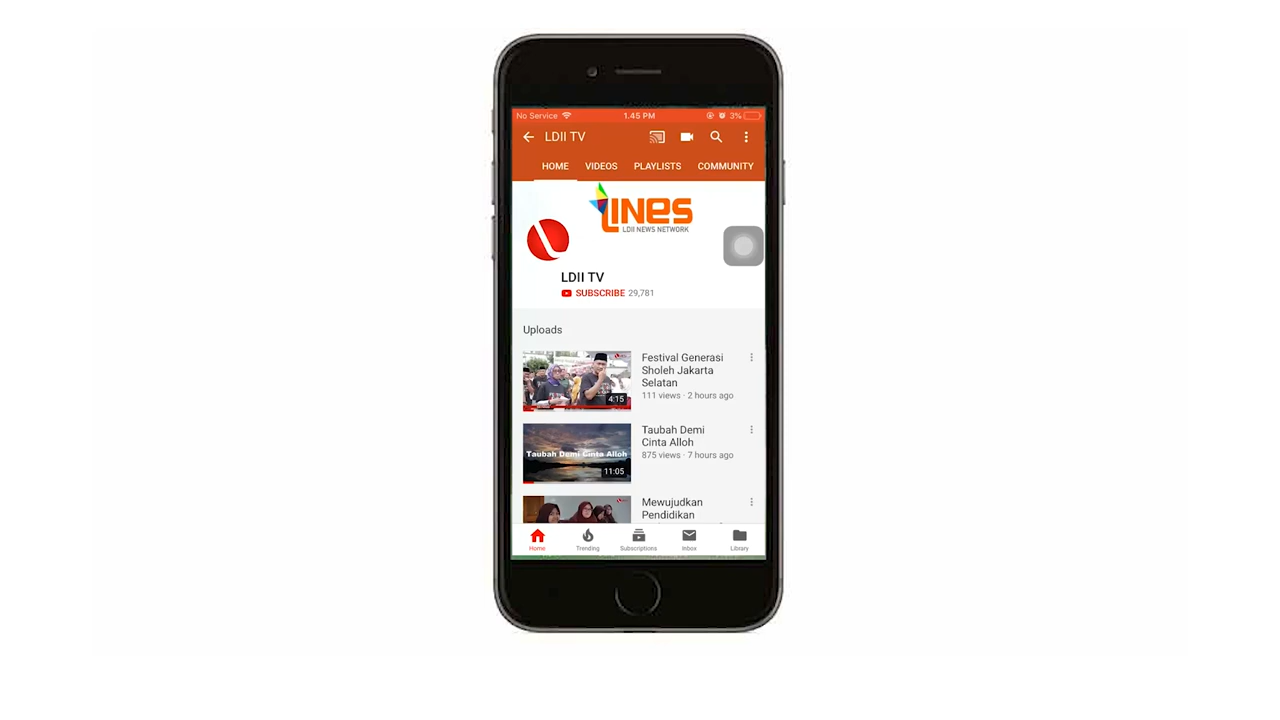 No Service 1.45 PM 3%
LDII TV
HOME VIDEOS PLAYLISTS COMMUNITY
LINES
LDII NEWS NETWORK
LDII TV
SUBSCRIBE 29,781
Uploads
Festival Generasi
Sholeh Jakarta
Selatan
111 views · 2 hours ago
4:15
Taubah Demi
Cinta Alloh
875 views · 7 hours ago
Taubah Demi Cinta Alloh
11:05
Mewujudkan
Pendidikan
Home Trending Subscriptions Inbox Library